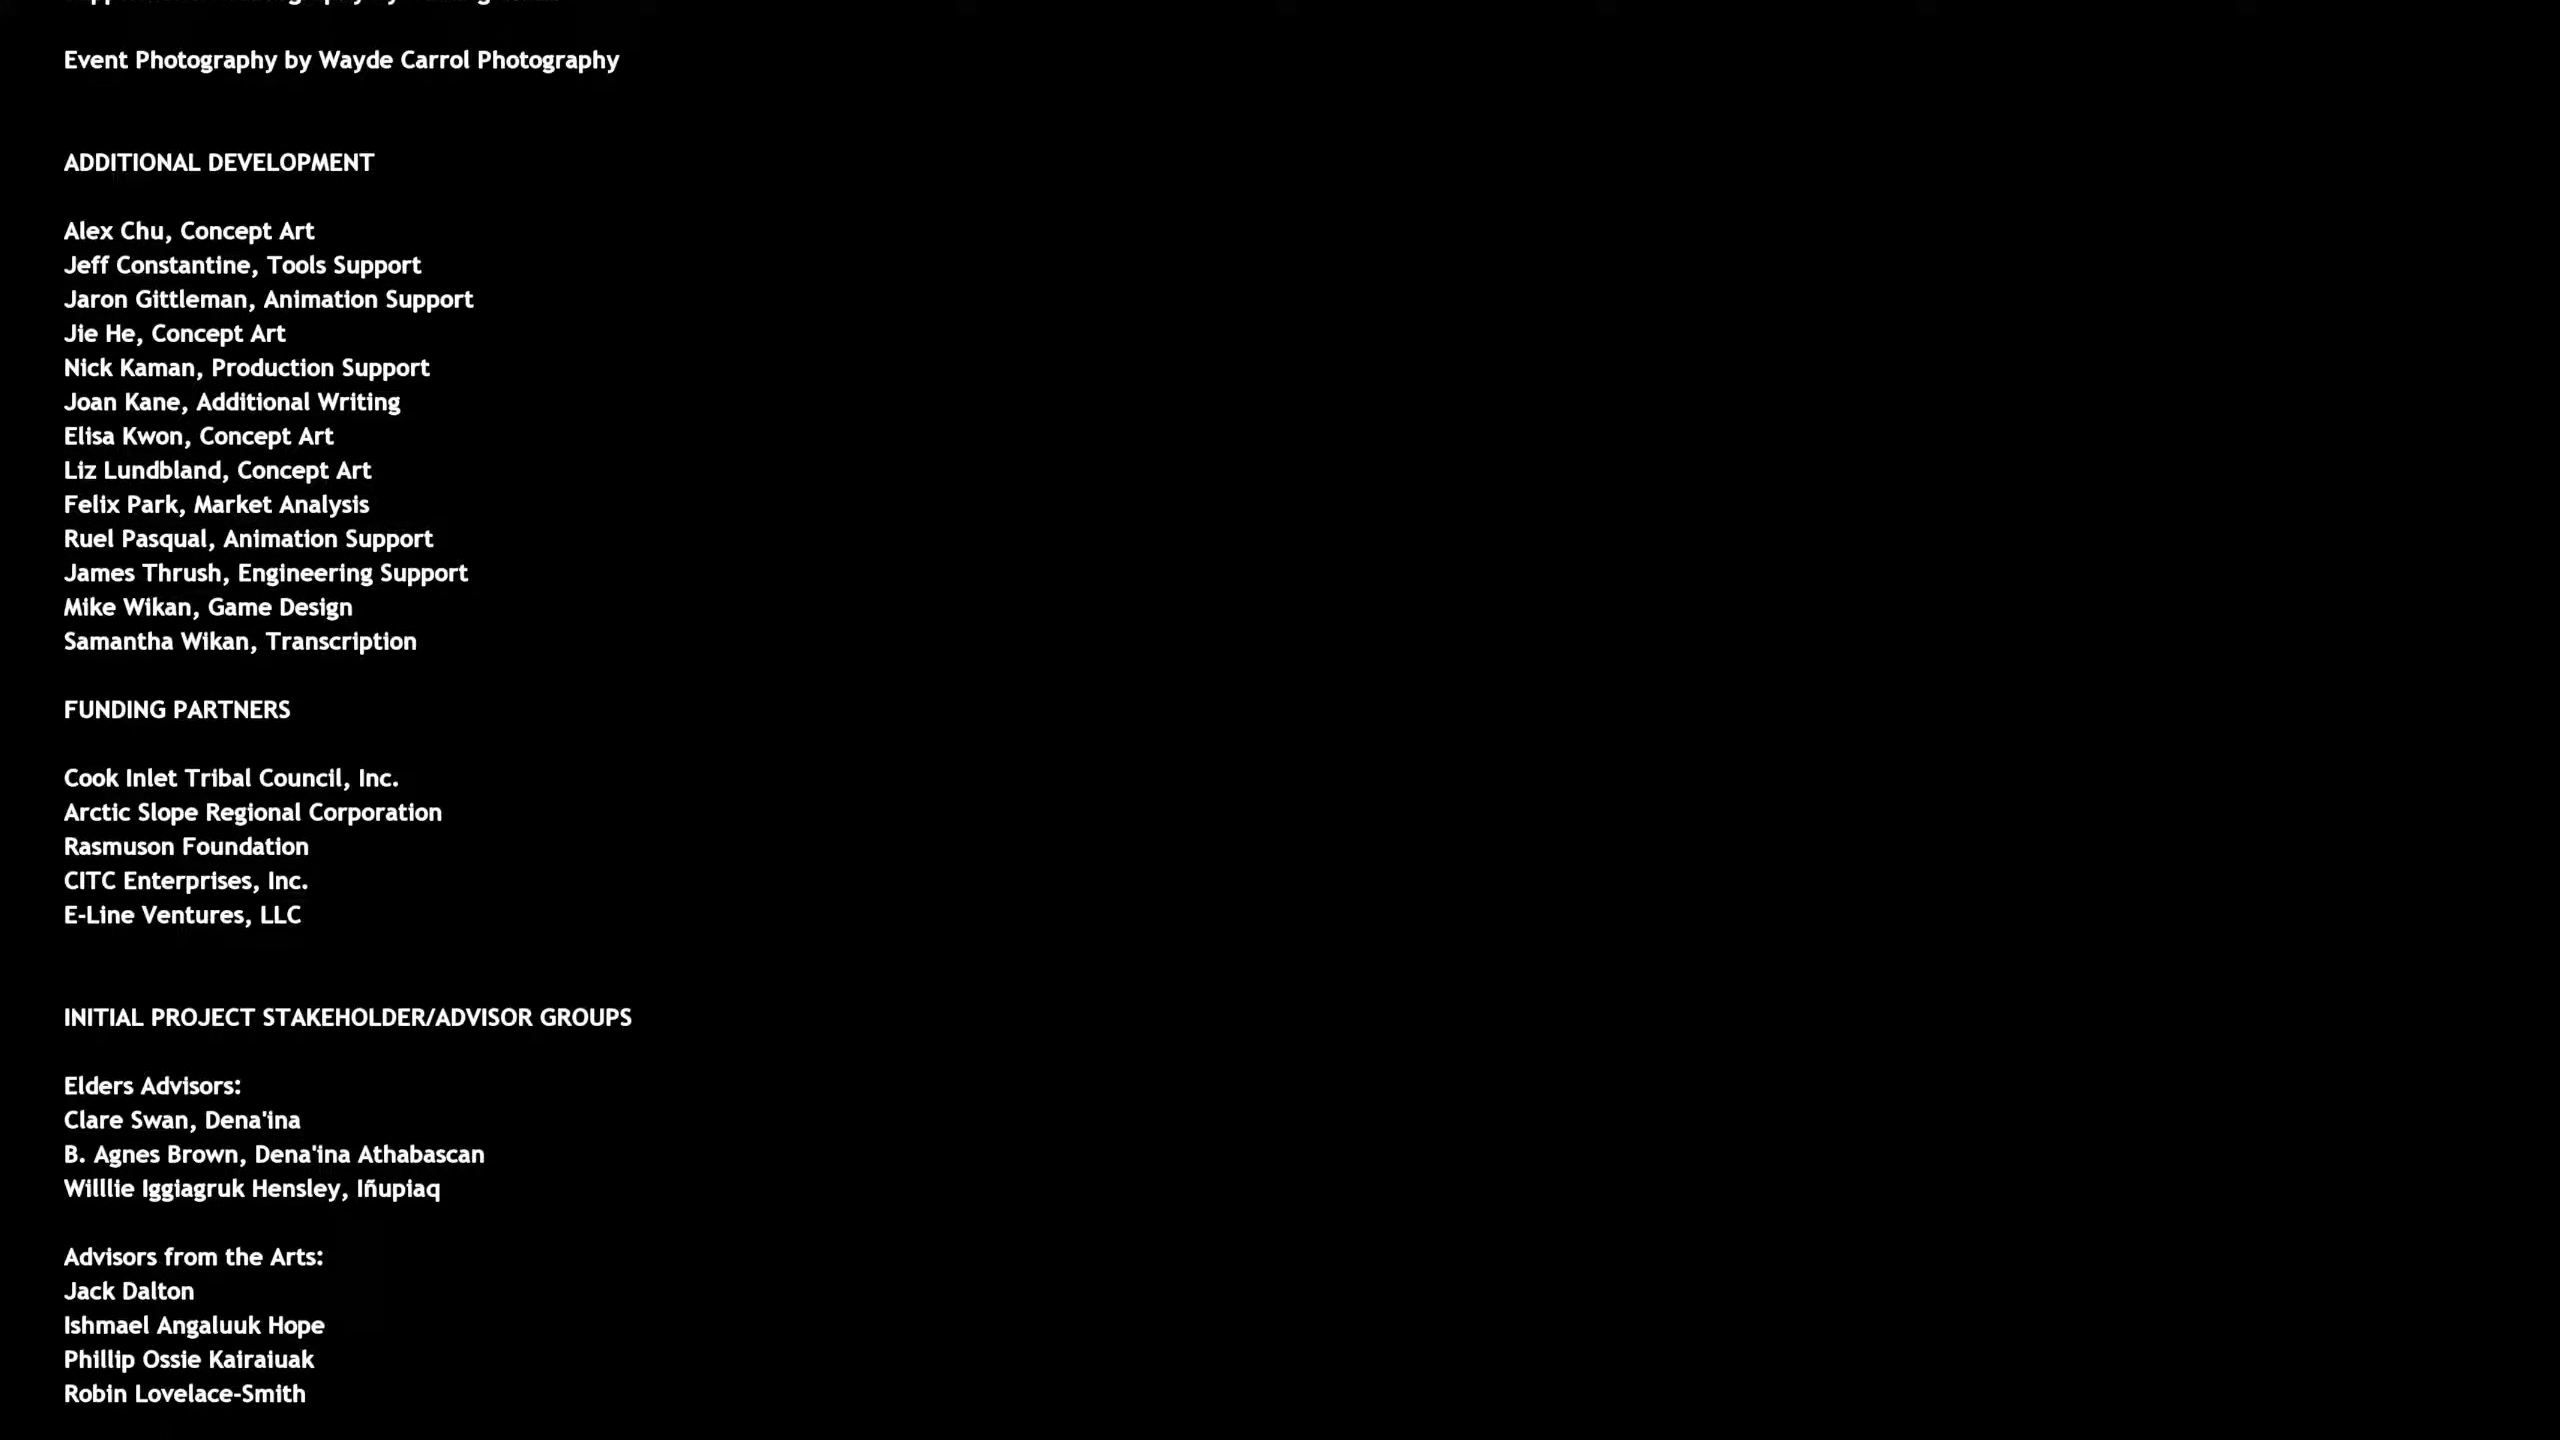 Event Photography by Wayde Carrol Photography
ADDITIONAL DEVELOPMENT
Alex Chu, Concept Art
Jeff Constantine, Tools Support
Jaron Gittleman, Animation Support
Jie He, Concept Art
Nick Kaman, Production Support
Joan Kane, Additional Writing
Elisa Kwon, Concept Art
Liz Lundbland, Concept Art
Felix Park, Market Analysis
Ruel Pasqual, Animation Support
James Thrush, Engineering Support
Mike Wikan, Game Design
Samantha Wikan, Transcription
FUNDING PARTNERS
Cook Inlet Tribal Council, Inc.
Arctic Slope Regional Corporation
Rasmuson Foundation
CITC Enterprises, Inc.
E-Line Ventures, LLC
INITIAL PROJECT STAKEHOLDER/ADVISOR GROUPS
Elders Advisors:
Clare Swan, Dena'ina
B. Agnes Brown, Dena'ina Athabascan
Willlie Iggiagruk Hensley, Iñupiaq
Advisors from the Arts:
Jack Dalton
Ishmael Angaluuk Hope
Phillip Ossie Kairaiuak
Robin Lovelace-Smith